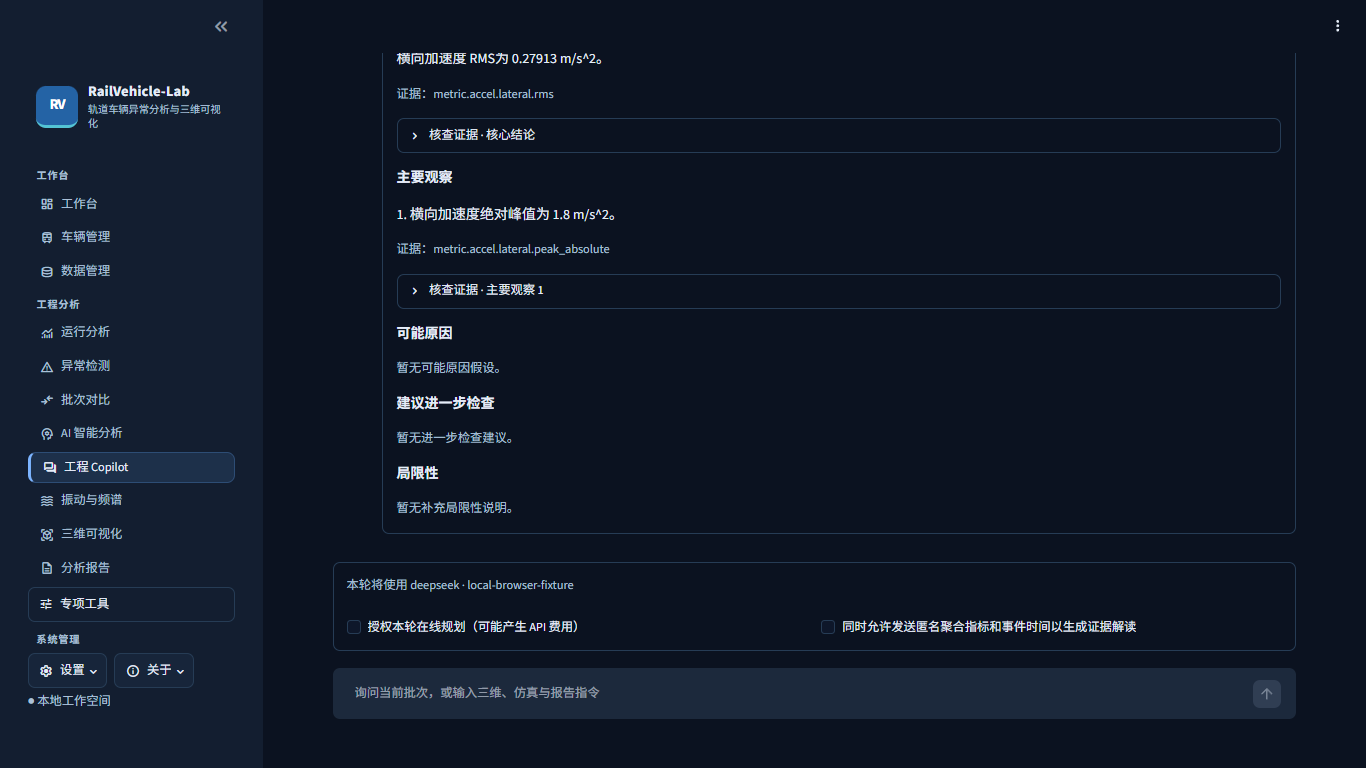 RV
RailVehicle-Lab
轨道车辆异常分析与三维可视
化
工作台
工作台
车辆管理
数据管理
工程分析
运行分析
异常检测
批次对比
AI 智能分析
工程 Copilot
振动与频谱
三维可视化
分析报告
专项工具
系统管理
设置
关于
本地工作空间
横向加速度 RMS为 0.27913 m/s^2。
证据：metric.accel.lateral.rms
核查证据 · 核心结论
主要观察
1. 横向加速度绝对峰值为 1.8 m/s^2。
证据：metric.accel.lateral.peak_absolute
核查证据 · 主要观察 1
可能原因
暂无可能原因假设。
建议进一步检查
暂无进一步检查建议。
局限性
暂无补充局限性说明。
本轮将使用 deepseek · local-browser-fixture
授权本轮在线规划（可能产生 API 费用）
同时允许发送匿名聚合指标和事件时间以生成证据解读
询问当前批次，或输入三维、仿真与报告指令